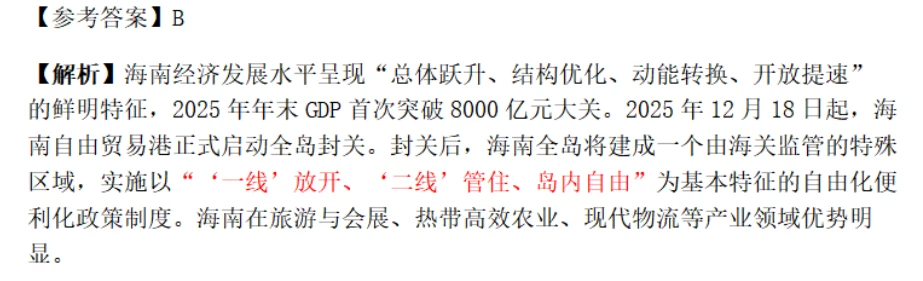 【参考答案】B
【解析】海南经济发展水平呈现“总体跃升、结构优化、动能转换、开放提速”
的鲜明特征，2025 年年末 GDP 首次突破 8000 亿元大关。2025 年 12 月 18 日起，海
南自由贸易港正式启动全岛封关。封关后，海南全岛将建成一个由海关监管的特殊
区域，实施以“‘一线’放开、‘二线’管住、岛内自由”为基本特征的自由化便
利化政策制度。海南在旅游与会展、热带高效农业、现代物流等产业领域优势明
显。